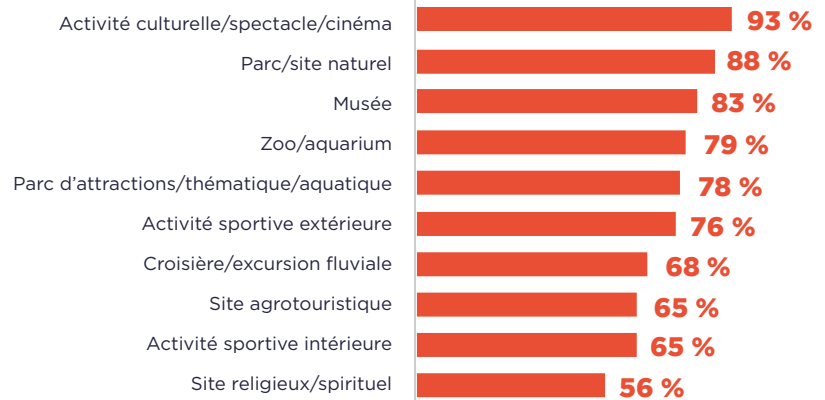 Activité culturelle/spectacle/cinéma 93 %
Parc/site naturel 88 %
Musée 83 %
Zoo/aquarium 79 %
Parc d'attractions/thématique/aquatique 78 %
Activité sportive extérieure 76 %
Croisière/excursion fluviale 68 %
Site agrotouristique 65 %
Activité sportive intérieure 65 %
Site religieux/spirituel 56 %